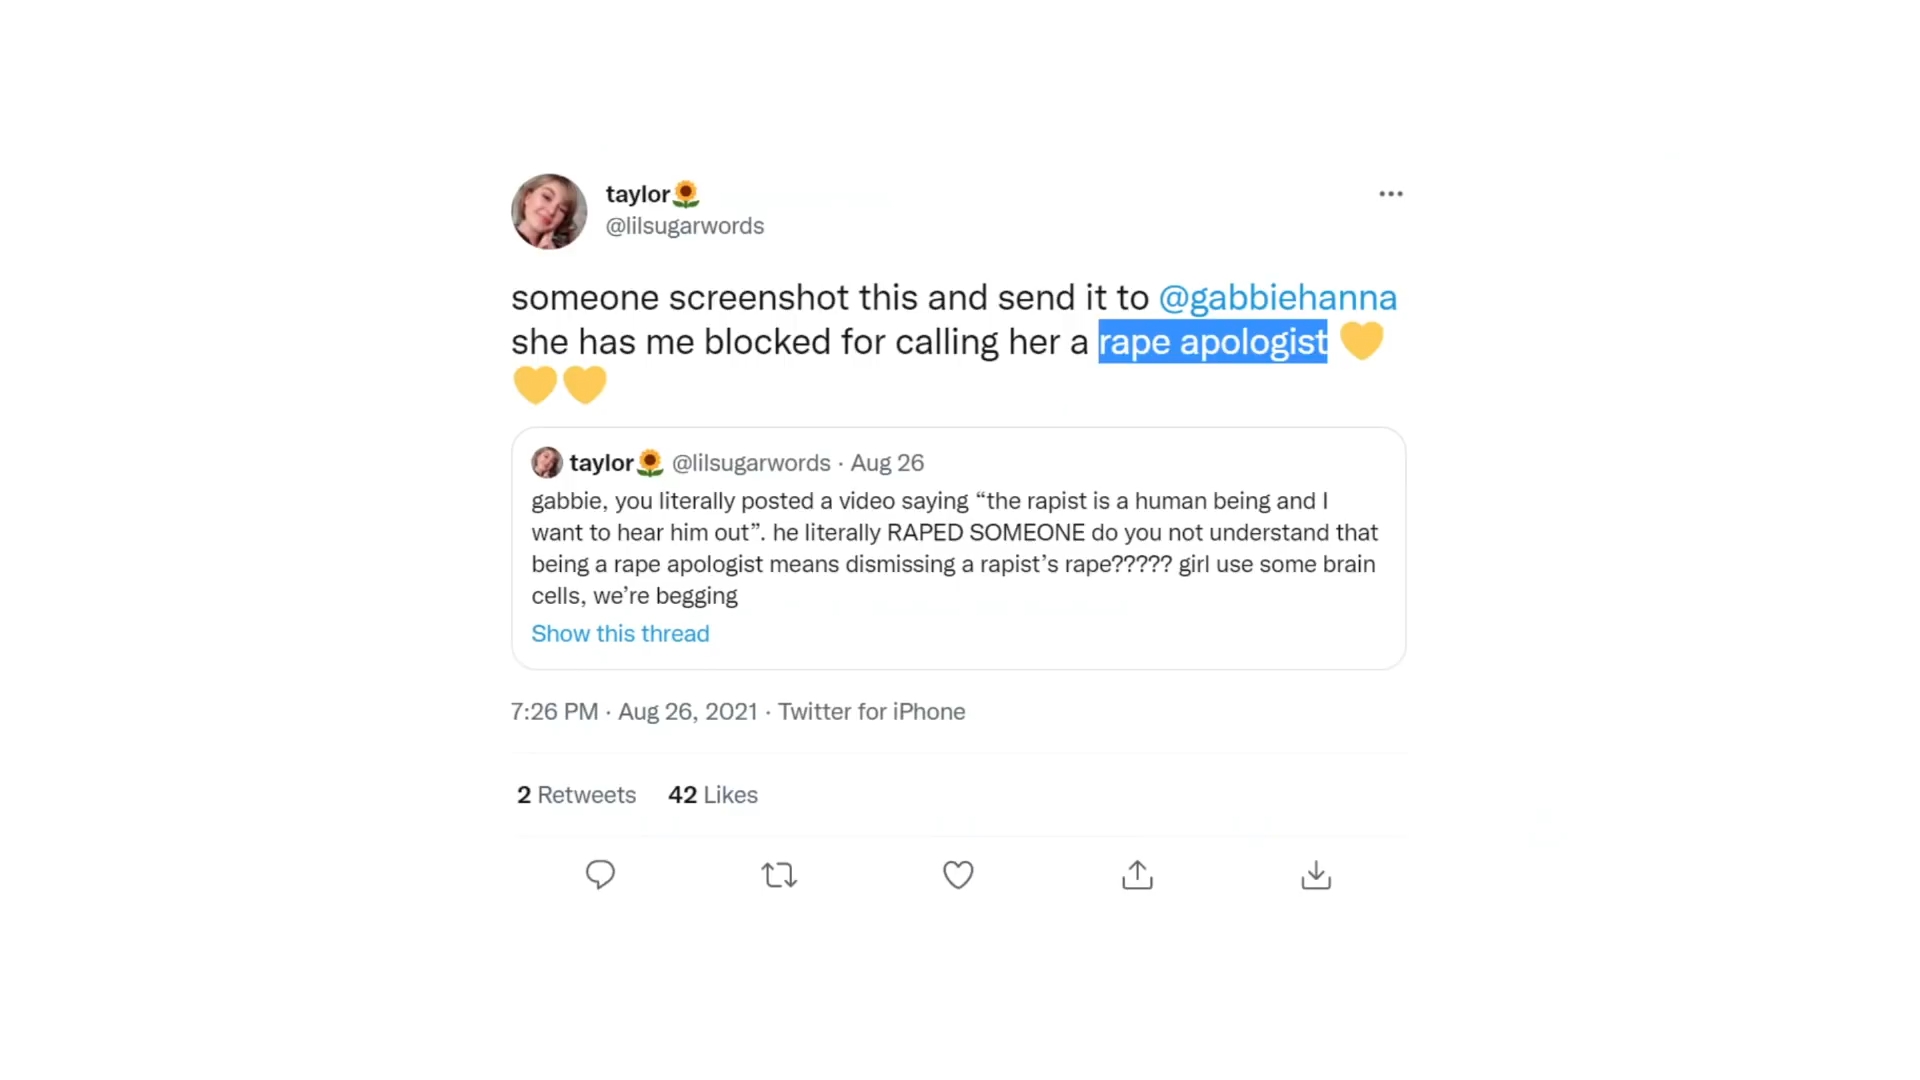 taylor🌻
@lilsugarwords
someone screenshot this and send it to @gabbiehanna
she has me blocked for calling her a rape apologist 💛
💛💛
taylor🌻 @lilsugarwords · Aug 26
gabbie, you literally posted a video saying “the rapist is a human being and I
want to hear him out”. he literally RAPED SOMEONE do you not understand that
being a rape apologist means dismissing a rapist’s rape????? girl use some brain
cells, we’re begging
Show this thread
7:26 PM · Aug 26, 2021 · Twitter for iPhone
2 Retweets 42 Likes